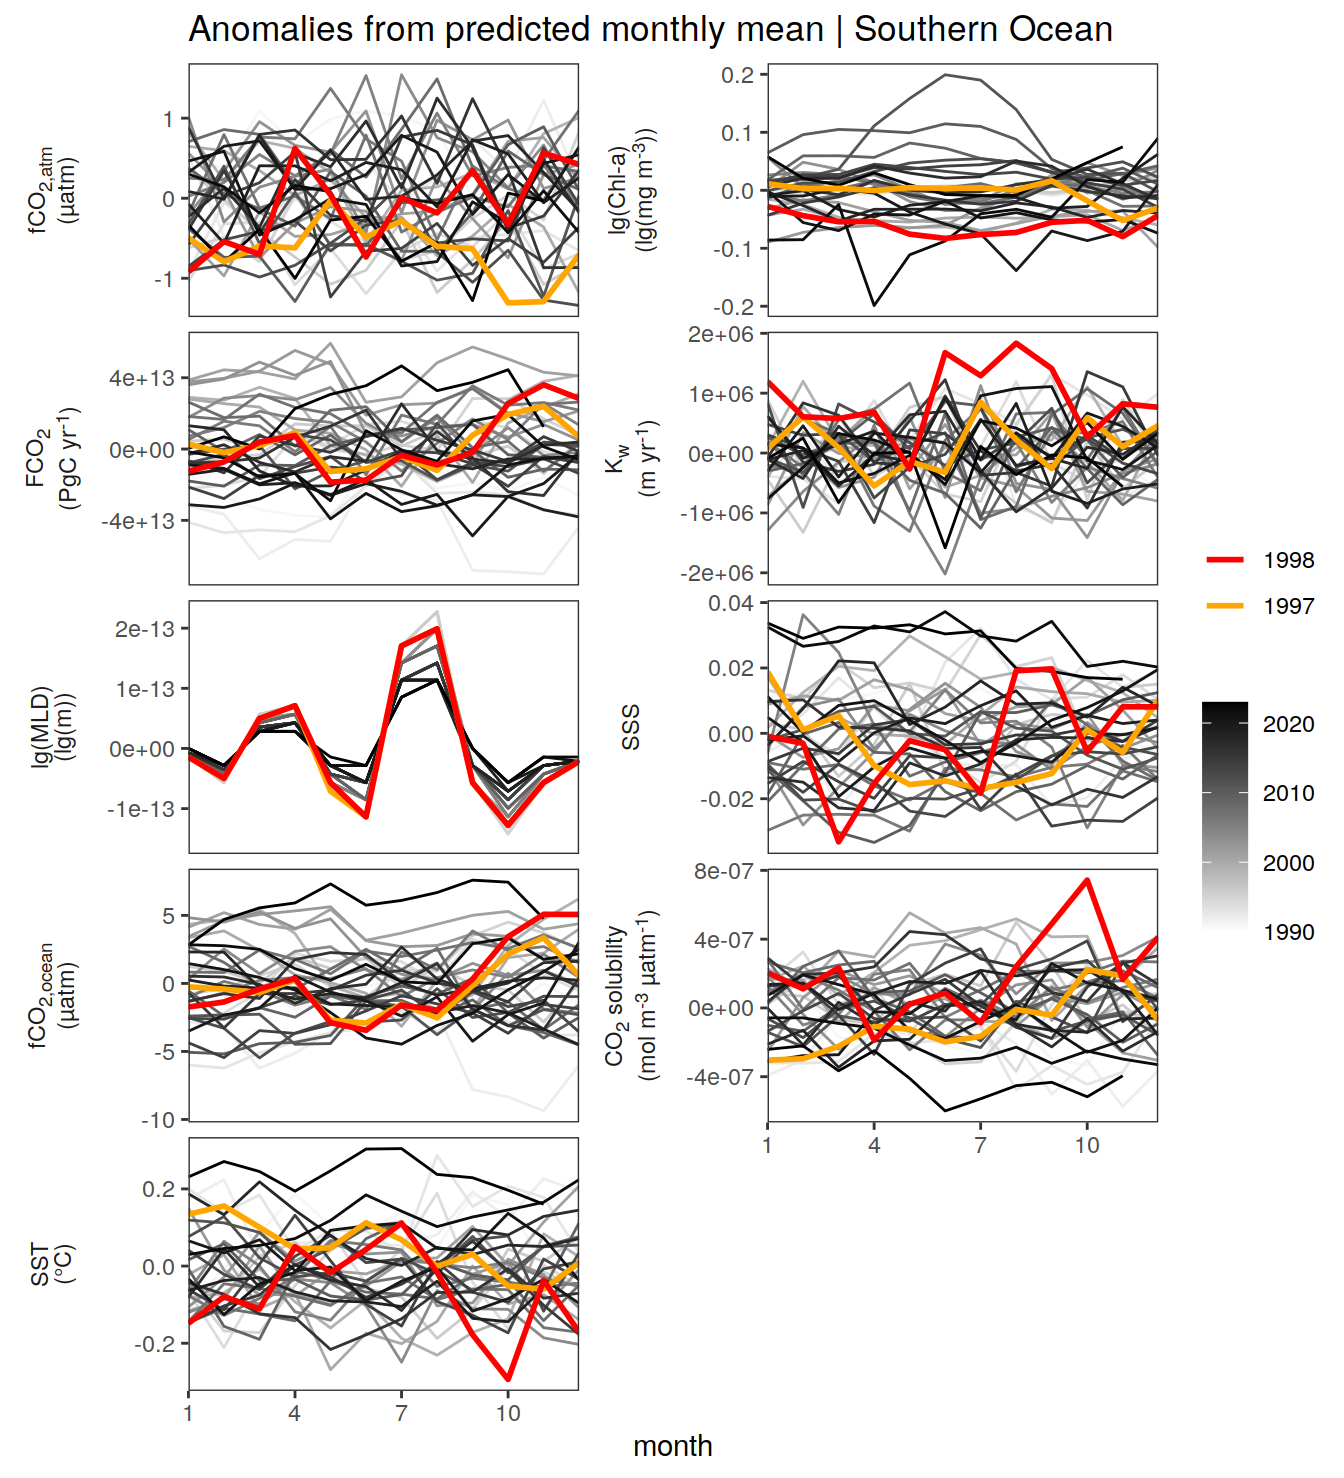 Anomalies from predicted monthly mean | Southern Ocean
fCO2,atm
(µatm)
1
0
-1
lg(Chl-a)
(lg(mg m-3))
0.2
0.1
0.0
-0.1
-0.2
FCO2
(PgC yr-1)
4e+13
0e+00
-4e+13
Kw
(m yr-1)
2e+06
1e+06
0e+00
-1e+06
-2e+06
lg(MLD)
(lg(m))
2e-13
1e-13
0e+00
-1e-13
SSS
0.04
0.02
0.00
-0.02
fCO2,ocean
(µatm)
5
0
-5
-10
CO2 solubility
(mol m-3 µatm-1)
8e-07
4e-07
0e+00
-4e-07
1 4 7 10
SST
(°C)
0.2
0.0
-0.2
1 4 7 10
month
1998
1997
2020
2010
2000
1990